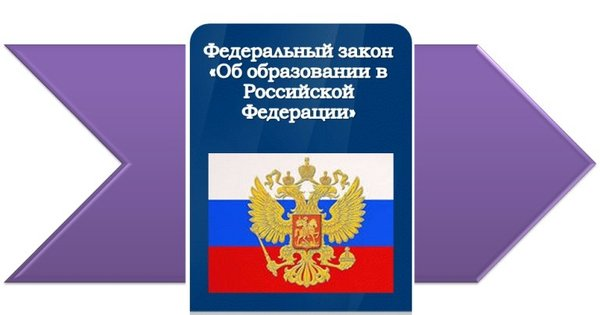 Федеральный закон
«Об образовании в
Российской
Федерации»